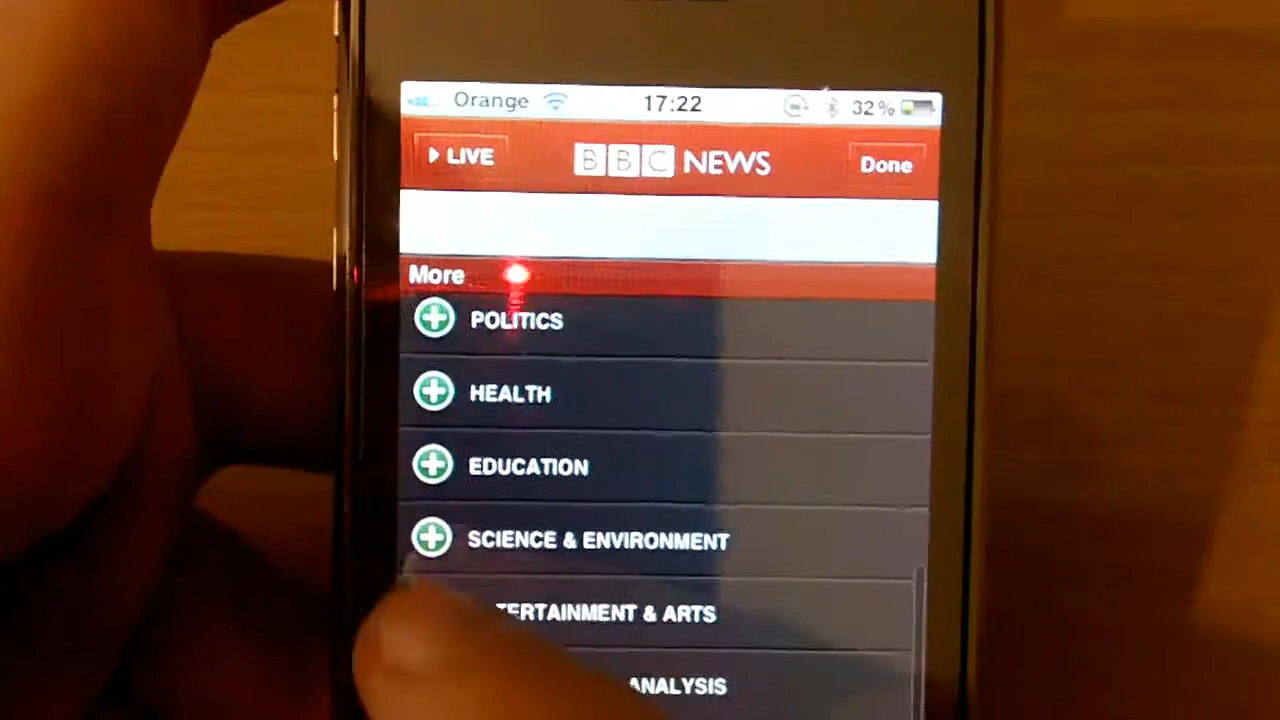 Orange 17:22 32%
LIVE BBC NEWS Done
More
POLITICS
HEALTH
EDUCATION
SCIENCE & ENVIRONMENT
TERTAINMENT & ARTS
ANALYSIS